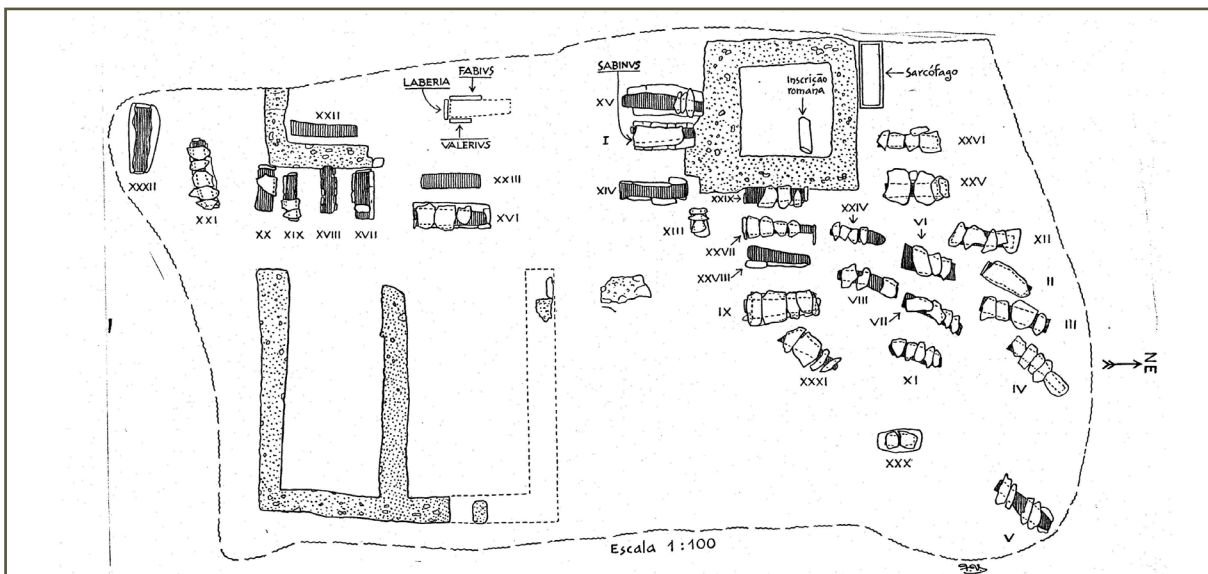 SABINVS
FABIVS
LABERIA
VALERIVS
Inscrição
romana
Sarcófago
XV
I
XIV
XXII
XXIII
XVI
XXXII
XXI
XX
XIX
XVIII
XVII
XIII
XXIX
XXVII
XXVIII
IX
XXXI
XXIV
VI
VIII
VII
XI
XXVI
XXV
XII
II
III
IV
XXX
V
NE
Escala 1:100